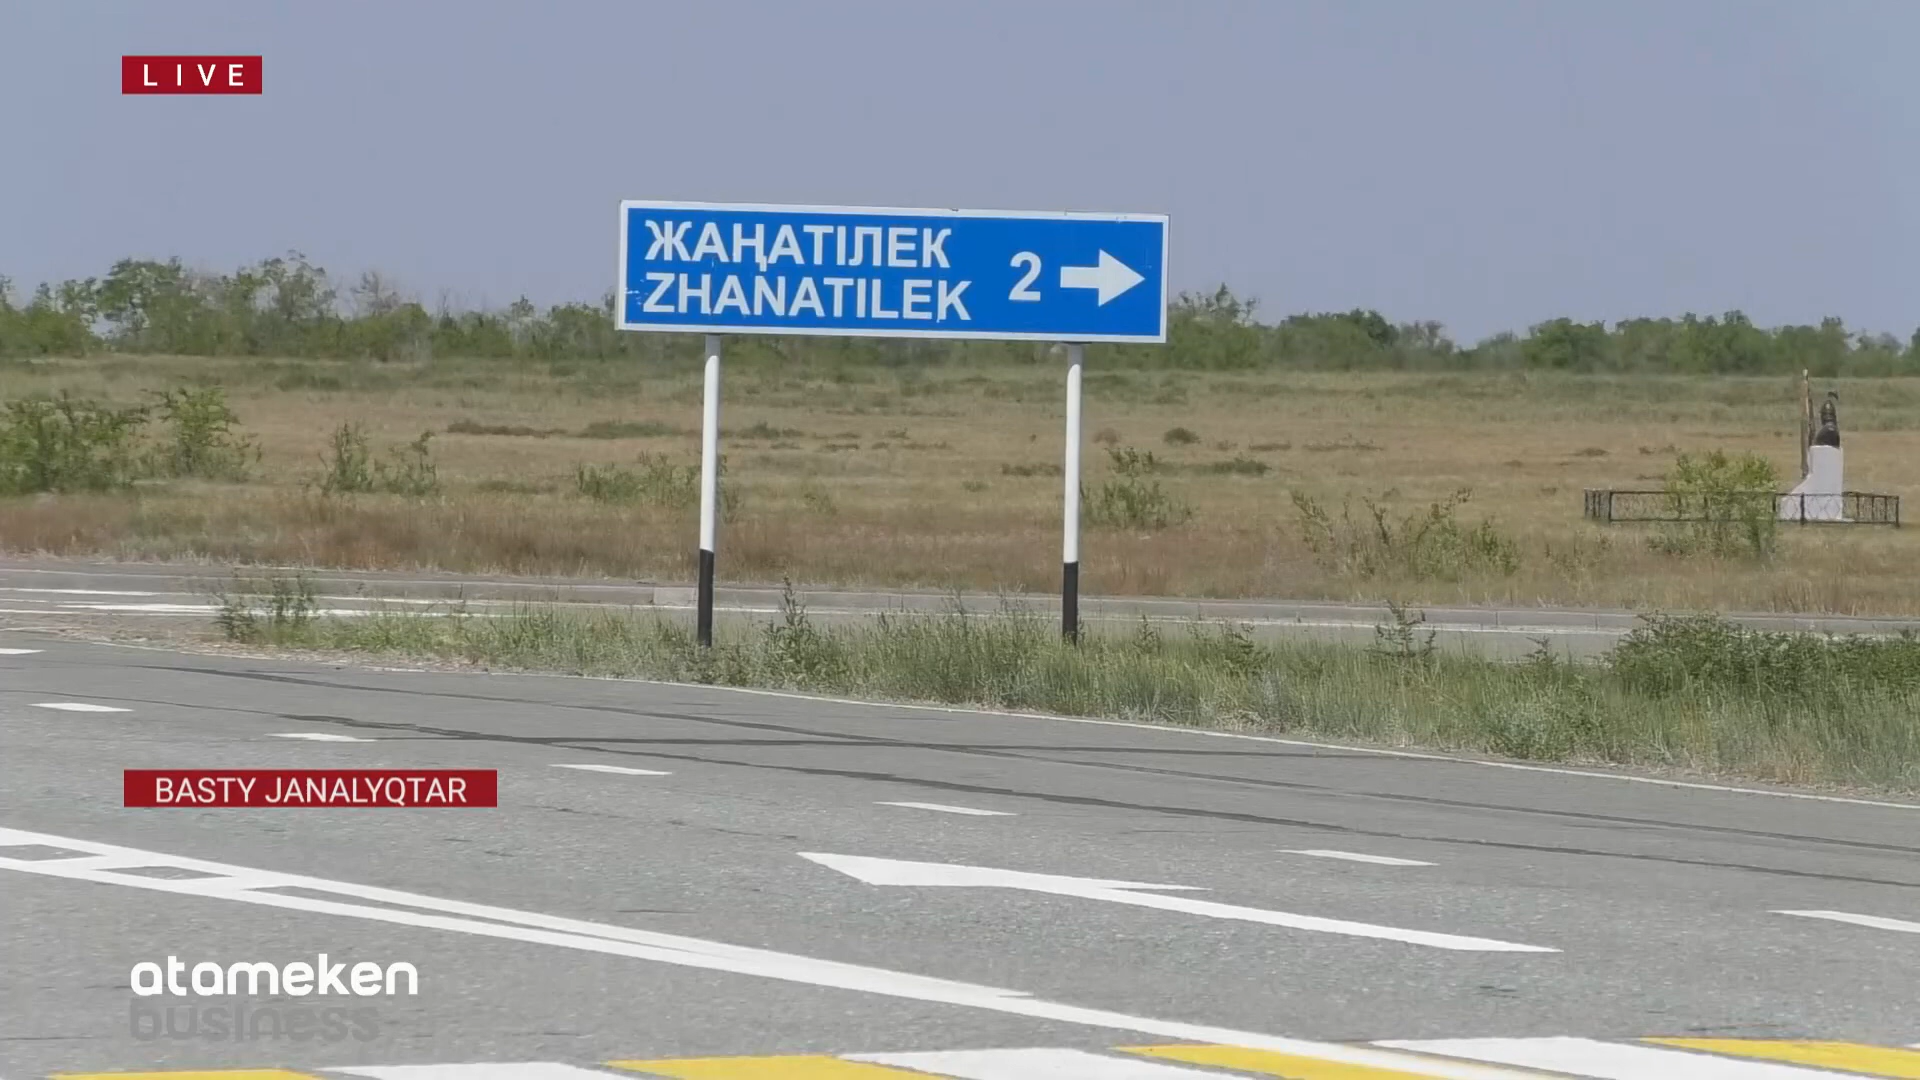 LIVE
ЖАҢАТІЛЕК
ZHANATILEK
2
BASTY JANALYQTAR
atameken
business